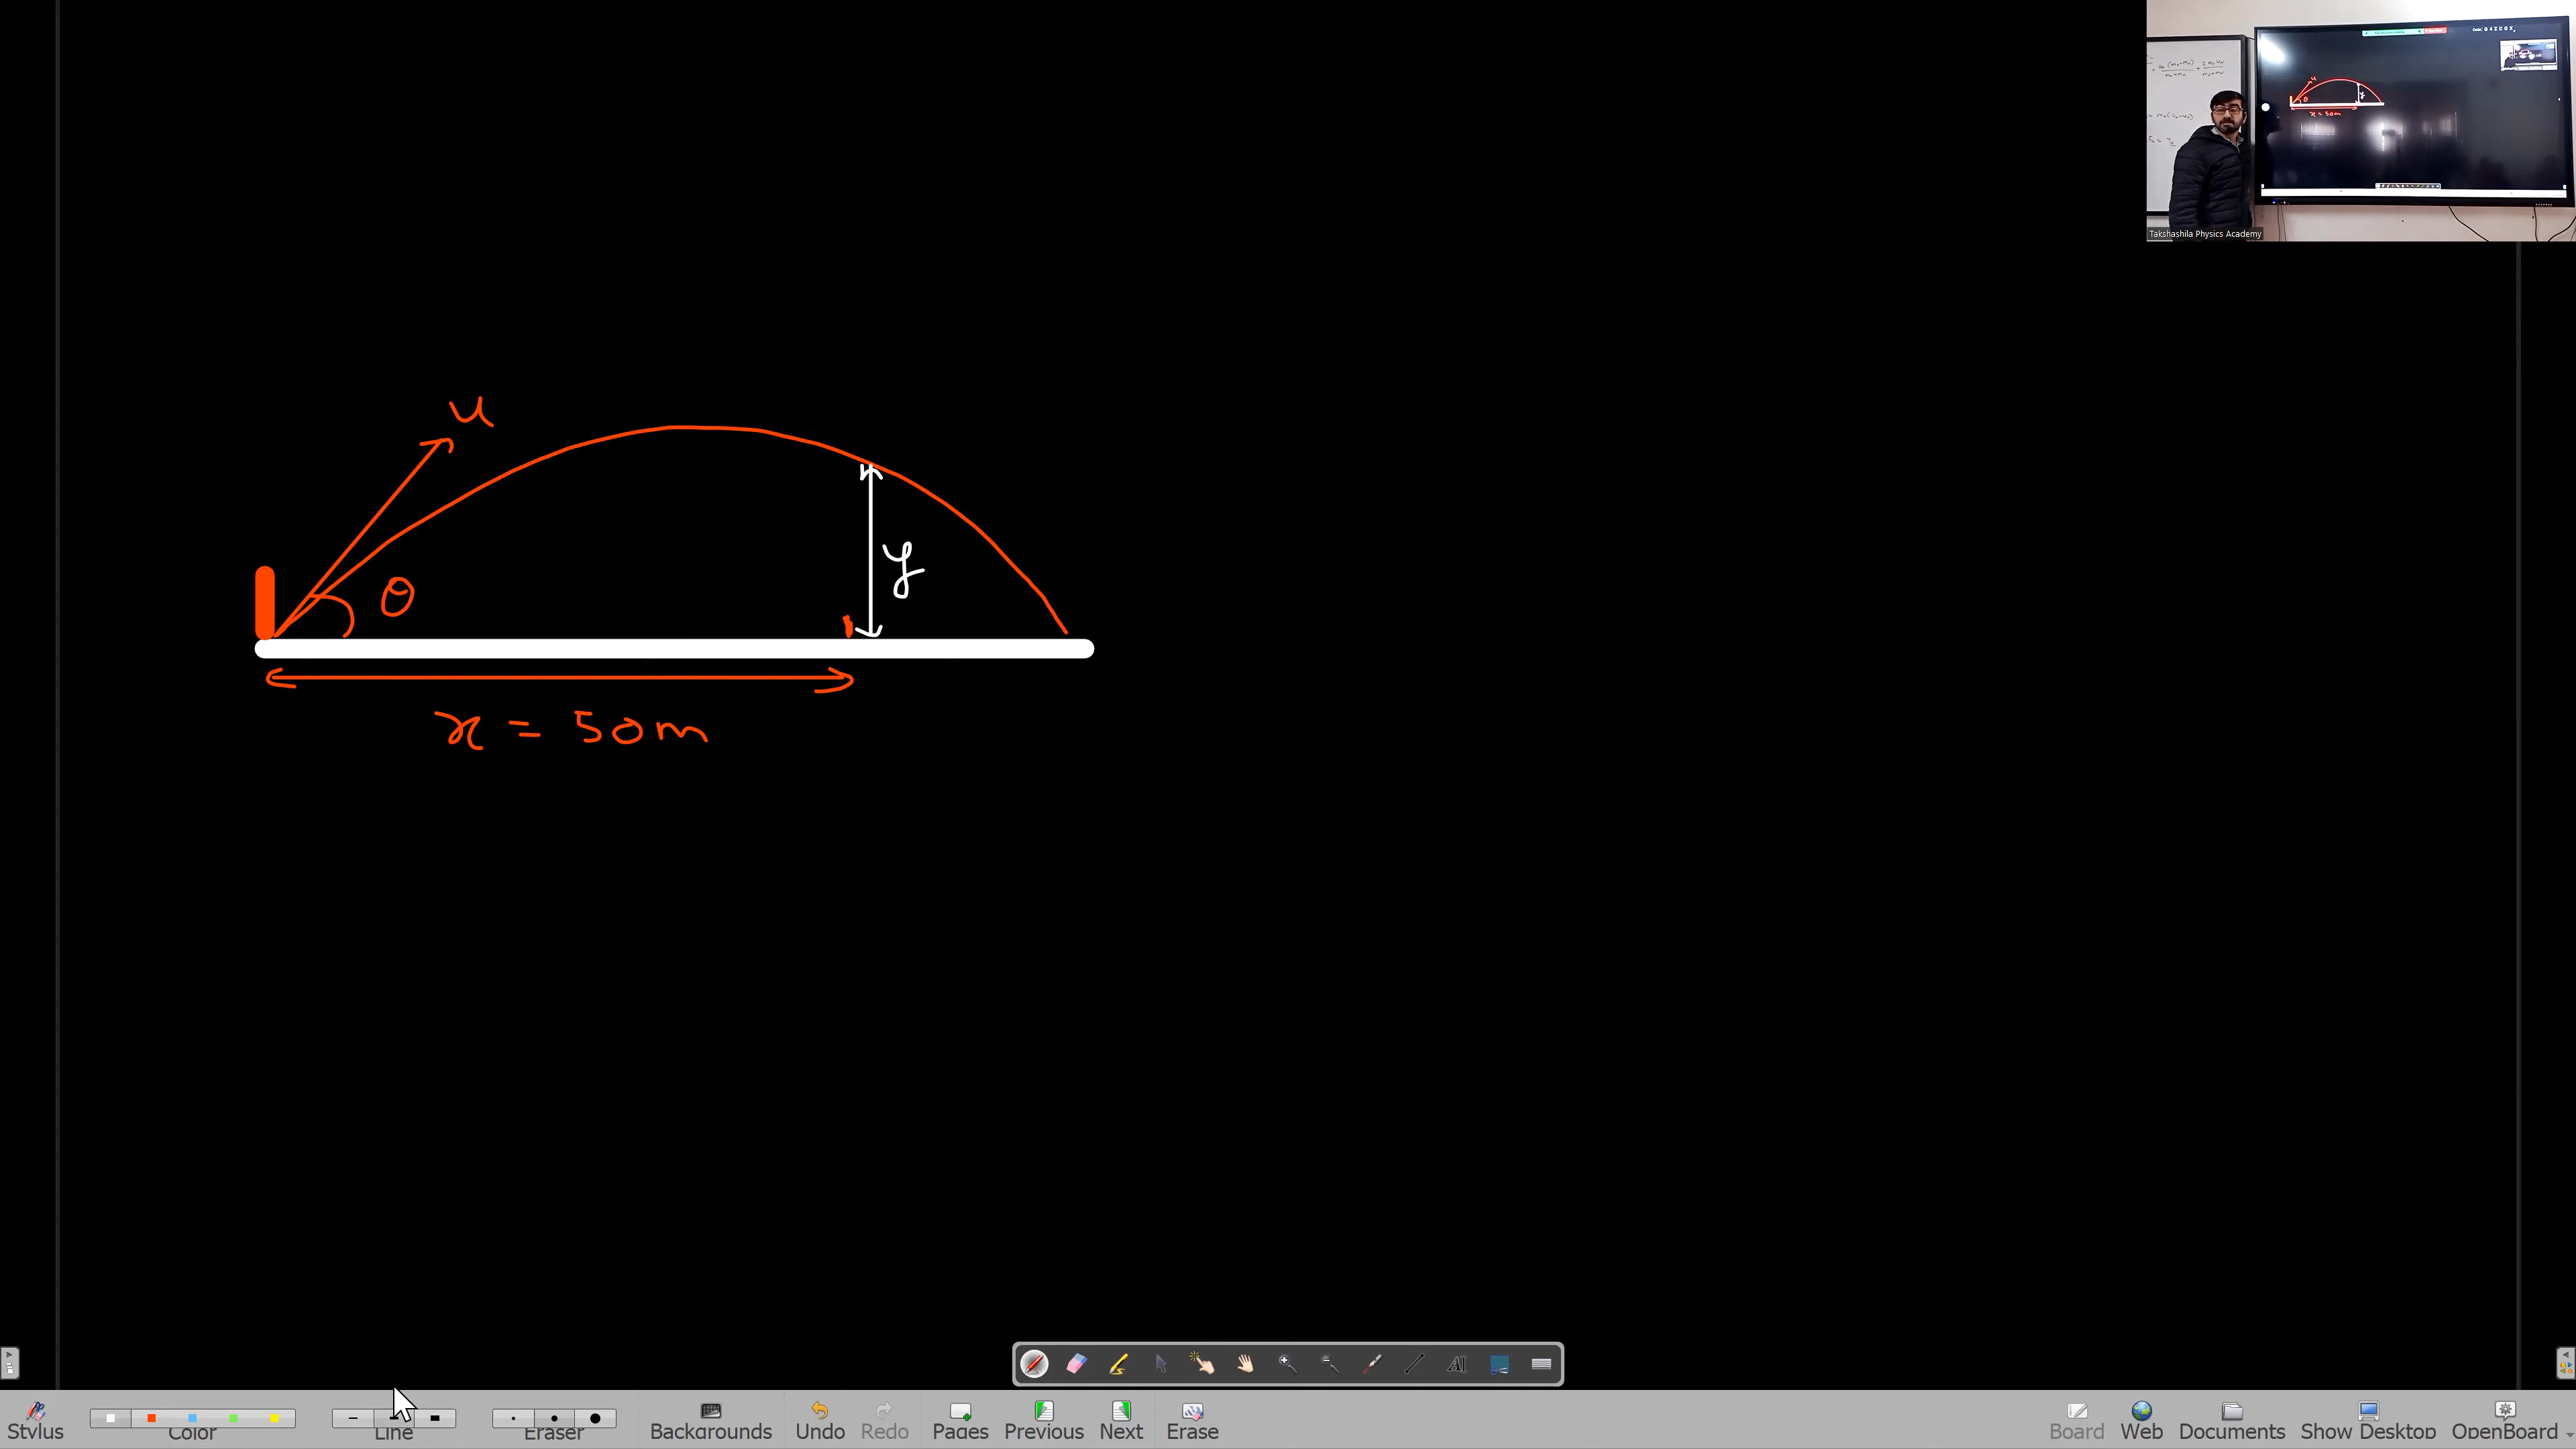 u
θ
y
x = 50m
Takshashila Physics Academy
Stylus
Color
Line
Eraser
Backgrounds
Undo
Redo
Pages
Previous
Next
Erase
Board
Web
Documents
Show Desktop
OpenBoard